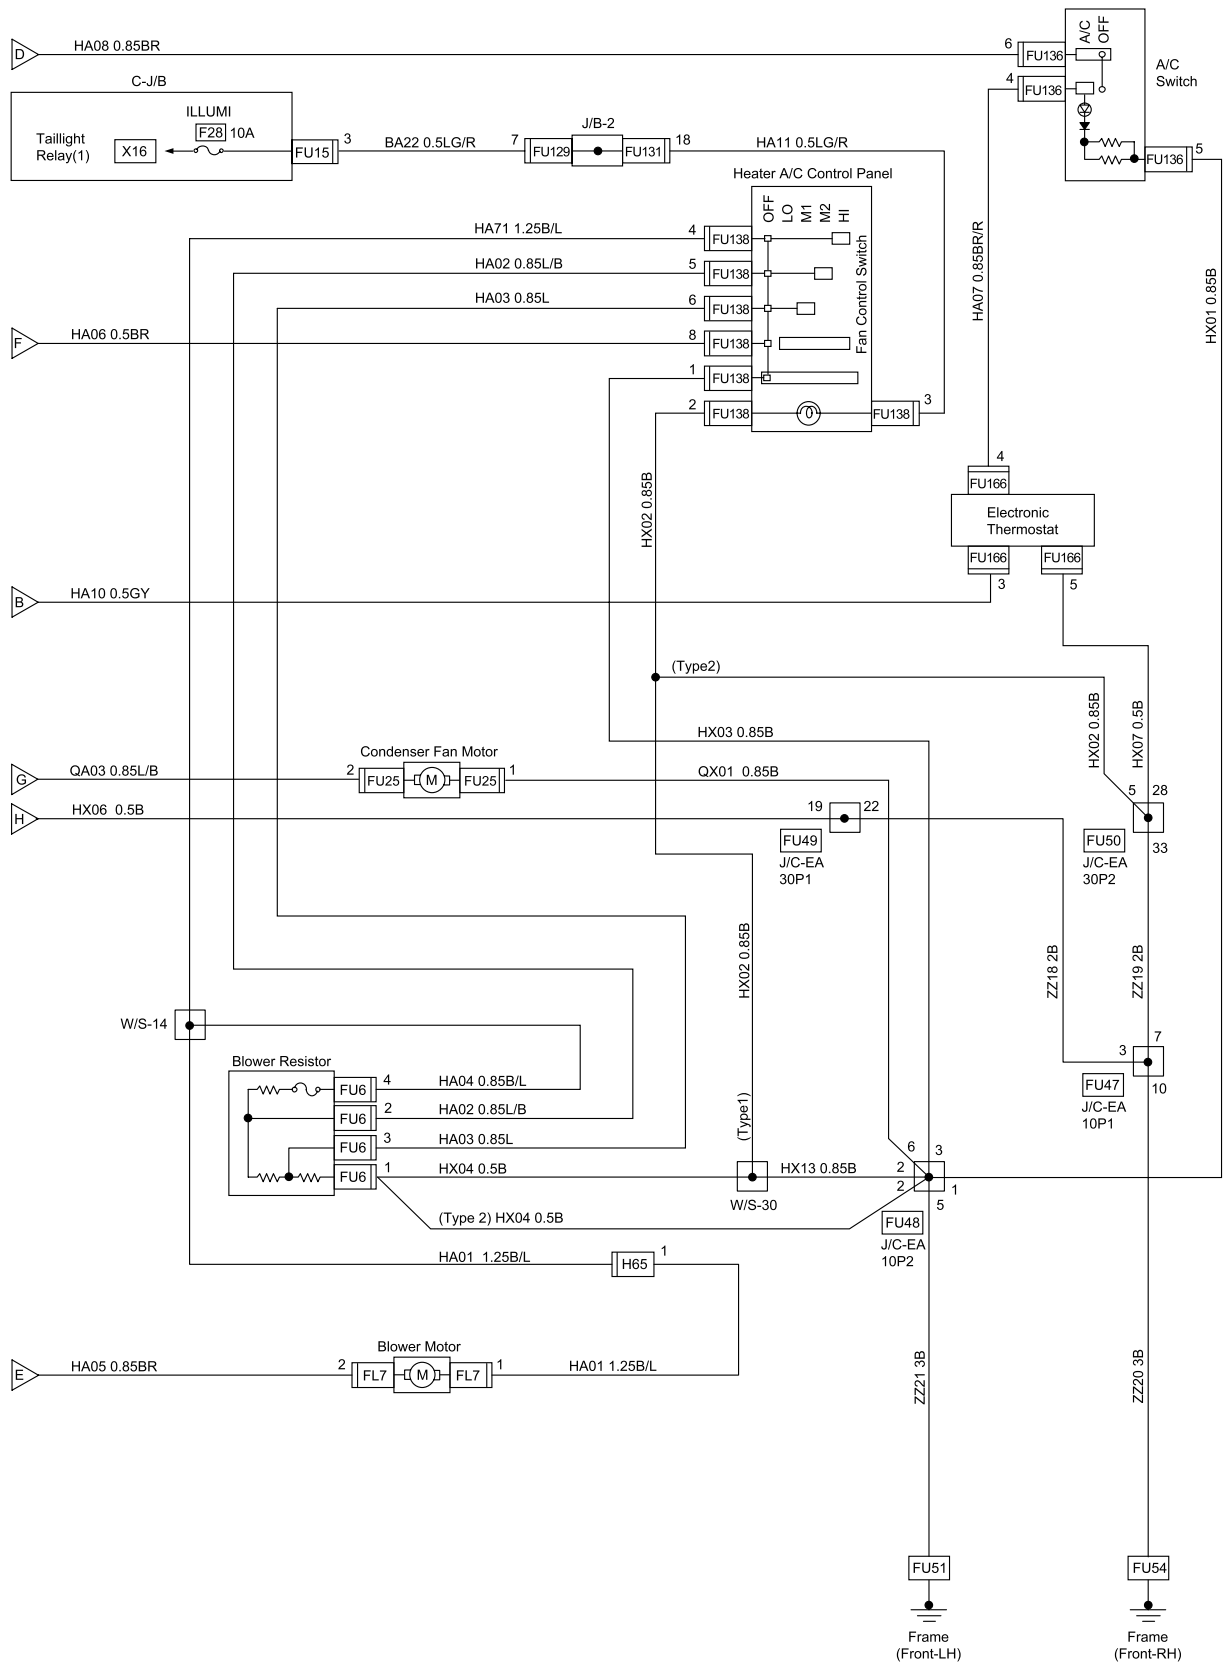 A/C
OFF
D
HA08 0.85BR
6
FU136
A/C
Switch
4
FU136
C-J/B
ILLUMI
F28 10A
Taillight
Relay(1)
X16
FU15
3
BA22 0.5LG/R
7
FU129
J/B-2
FU131
18
HA11 0.5LG/R
FU136
5
Heater A/C Control Panel
OFF
LO
M1
M2
HI
Fan Control Switch
HA71 1.25B/L
4
FU138
HA02 0.85L/B
5
FU138
HA03 0.85L
6
FU138
F
HA06 0.5BR
8
FU138
1
FU138
2
FU138
FU138
3
HA07 0.85BR/R
HX01 0.85B
HX02 0.85B
4
FU166
Electronic
Thermostat
FU166
3
FU166
5
B
HA10 0.5GY
(Type2)
HX02 0.85B
HX07 0.5B
HX03 0.85B
Condenser Fan Motor
G
QA03 0.85L/B
2
FU25
M
FU25
1
QX01 0.85B
H
HX06 0.5B
19
22
FU49
J/C-EA
30P1
5
28
33
FU50
J/C-EA
30P2
HX02 0.85B
ZZ18 2B
ZZ19 2B
W/S-14
Blower Resistor
FU6
4
HA04 0.85B/L
FU6
2
HA02 0.85L/B
FU6
3
HA03 0.85L
FU6
1
HX04 0.5B
(Type1)
3
7
10
FU47
J/C-EA
10P1
W/S-30
HX13 0.85B
6
3
2
2
1
5
(Type 2) HX04 0.5B
FU48
J/C-EA
10P2
HA01 1.25B/L
H65
1
Blower Motor
E
HA05 0.85BR
2
FL7
M
FL7
1
HA01 1.25B/L
ZZ21 3B
ZZ20 3B
FU51
FU54
Frame
(Front-LH)
Frame
(Front-RH)